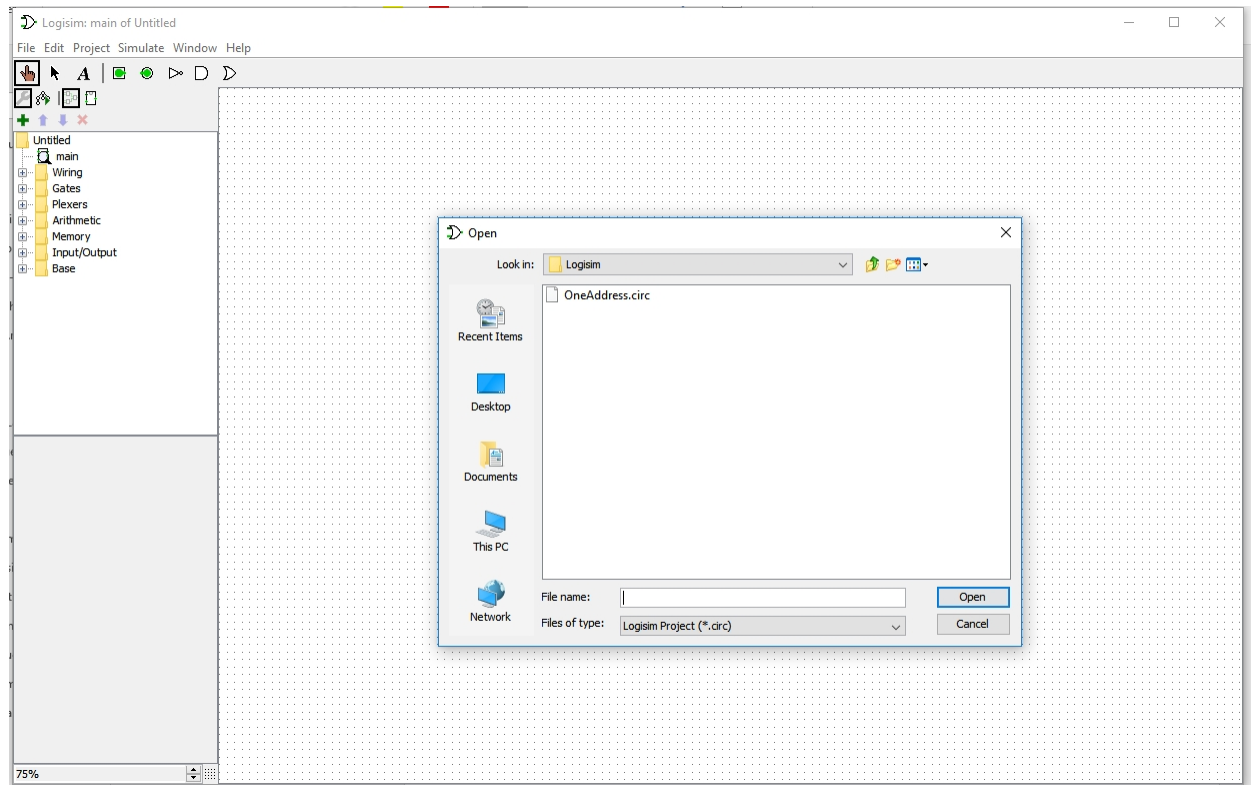 Logisim: main of Untitled
File Edit Project Simulate Window Help
A
Untitled
main
Wiring
Gates
Plexers
Arithmetic
Memory
Input/Output
Base
75%
Open
Look in: Logisim
OneAddress.circ
Recent Items
Desktop
Documents
This PC
Network
File name: Open
Files of type: Logisim Project (*.circ) Cancel